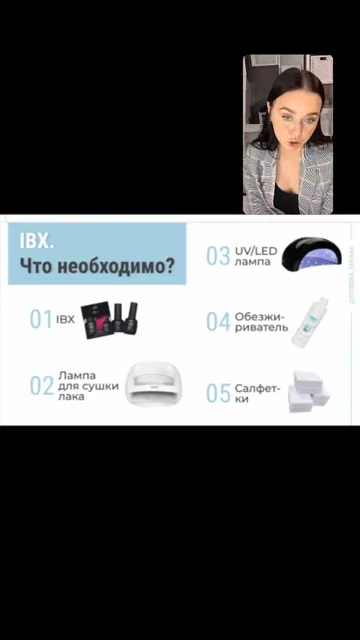 IBX.
Что необходимо?
01 IBX
02 Лампа
для сушки
лака
03 UV/LED
лампа
04 Обезжи-
риватель
05 Салфет-
ки